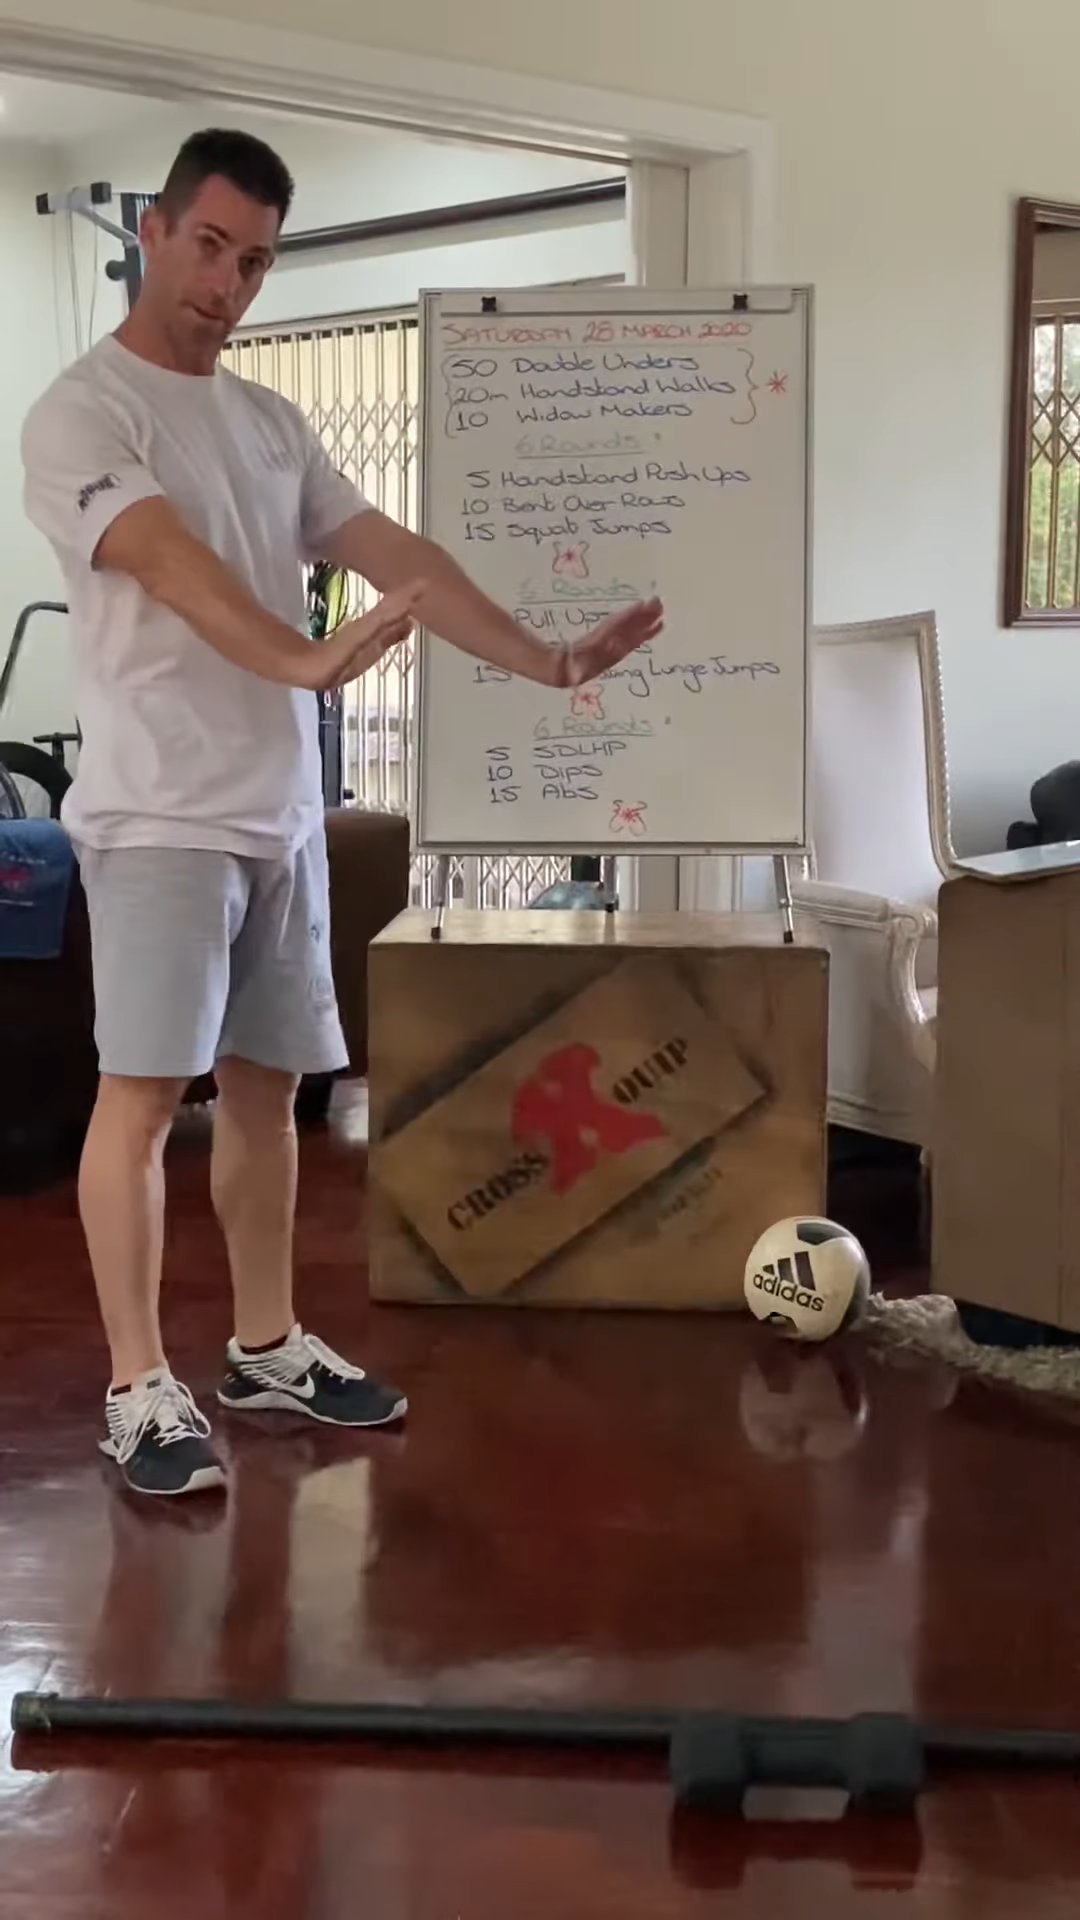 SATURDAY 28 MARCH 2020
50 Double Unders
20m Handstand Walks
10 Widow Makers
6 Rounds:
5 Handstand Push Ups
10 Bent Over Rows
15 Squat Jumps
6 Rounds:
Pull Ups
15 Lunge Jumps
6 Rounds:
5 SDLHP
10 Dips
15 Abs
CROSS QUIP
adidas